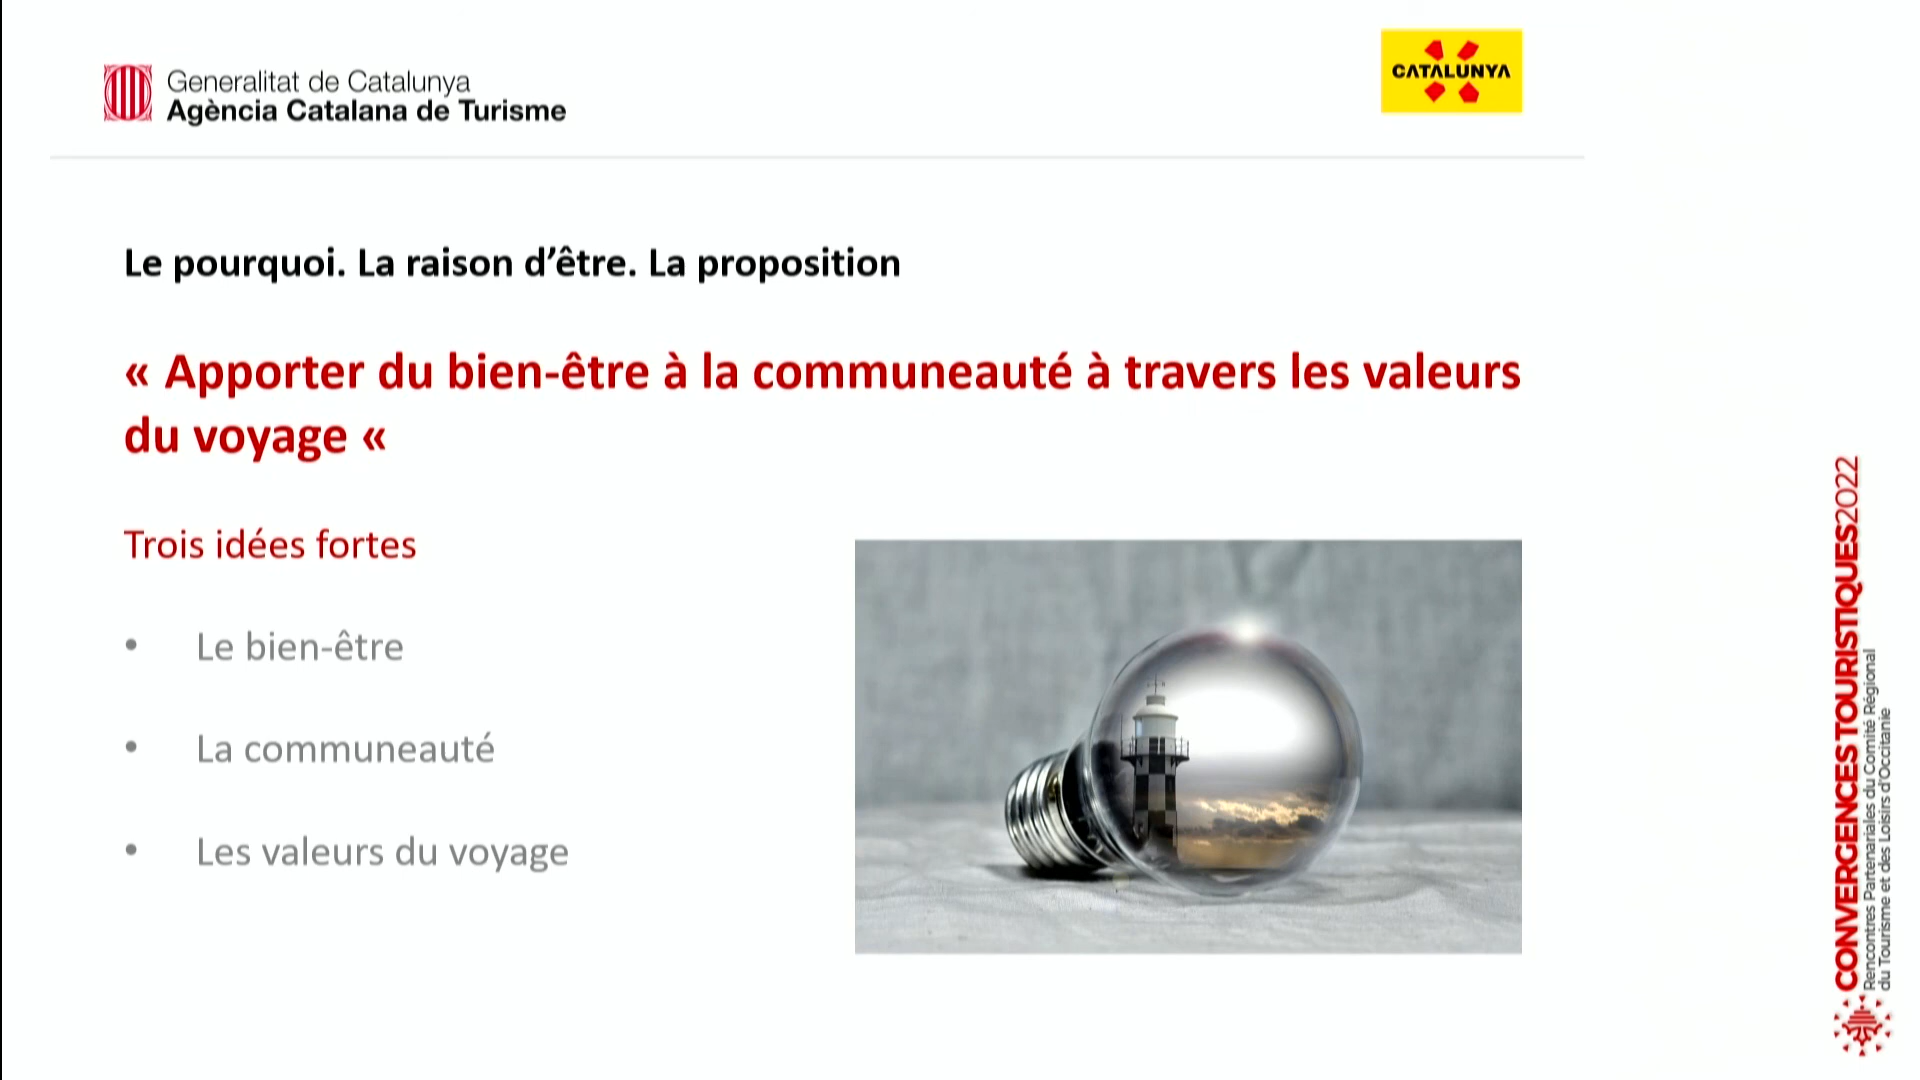 Generalitat de Catalunya
Agència Catalana de Turisme
CATALUNYA
Le pourquoi. La raison d’être. La proposition
« Apporter du bien-être à la communeauté à travers les valeurs
du voyage «
Trois idées fortes
• Le bien-être
• La communeauté
• Les valeurs du voyage
CONVERGENCESTOURISTIQUES2022
Rencontres Partenariales du Comité Régional
du Tourisme et des Loisirs d'Occitanie